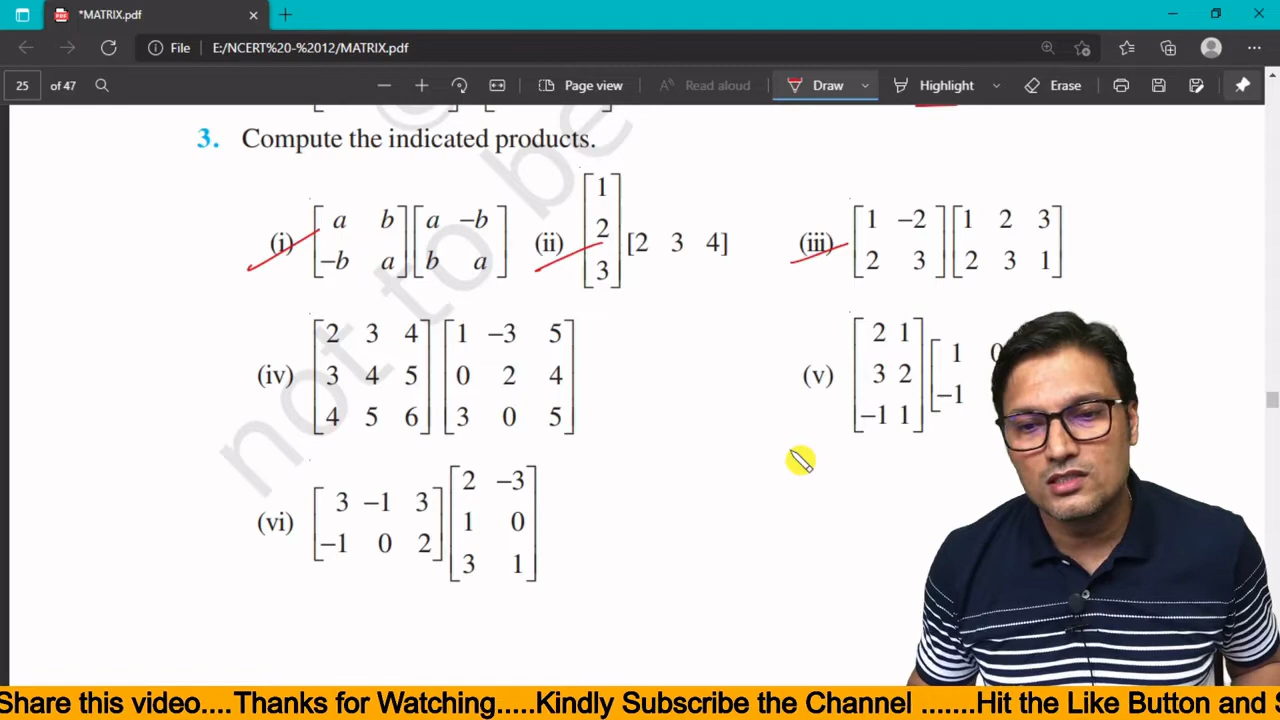 *MATRIX.pdf
File E:/NCERT%20-%2012/MATRIX.pdf
25 of 47 Page view Read aloud Draw Highlight Erase
3. Compute the indicated products.
(i) [a b; −b a] [a −b; b a] (ii) [1; 2; 3] [2 3 4] (iii) [1 −2; 2 3] [1 2 3; 2 3 1]
(iv) [2 3 4; 3 4 5; 4 5 6] [1 −3 5; 0 2 4; 3 0 5] (v) [2 1; 3 2; −1 1] [1 0; −1
(vi) [3 −1 3; −1 0 2] [2 −3; 1 0; 3 1]
not to be
Share this video....Thanks for Watching.....Kindly Subscribe the Channel .......Hit the Like Button and